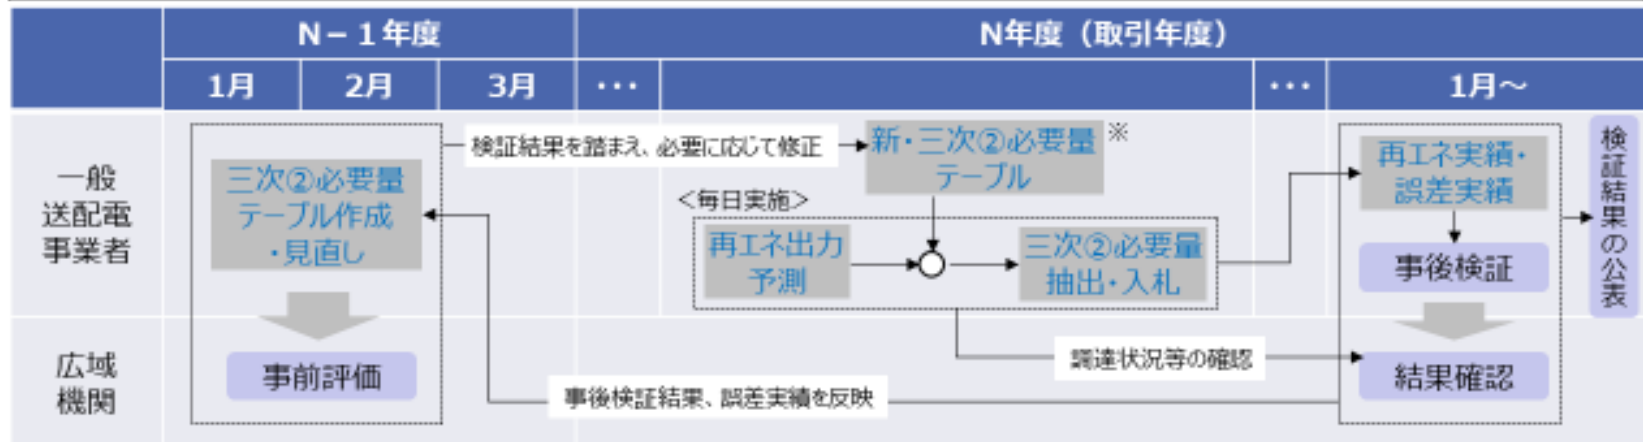 N－１年度
N年度（取引年度）
1月
2月
3月
・・・
・・・
1月～
一般
送配電
事業者
三次②必要量
テーブル作成
・見直し
検証結果を踏まえ、必要に応じて修正
新・三次②必要量
テーブル
※
＜毎日実施＞
再エネ出力
予測
三次②必要量
抽出・入札
再エネ実績・
誤差実績
事後検証
検証結果の公表
広域
機関
事前評価
調達状況等の確認
結果確認
事後検証結果、誤差実績を反映